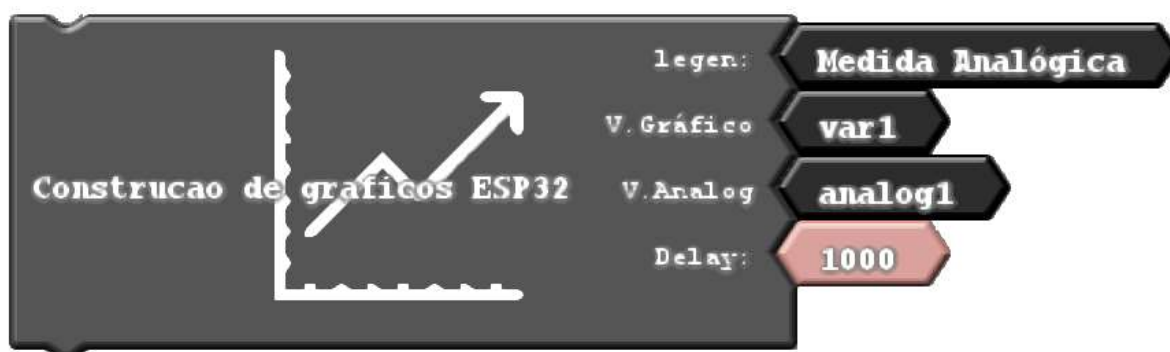 legen: Medida Analógica
V.Gráfico var1
Construcao de graficos ESP32 V.Analog analog1
Delay: 1000